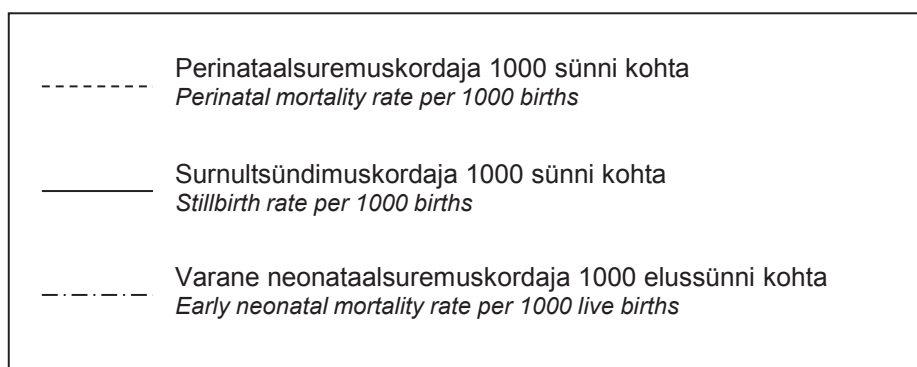 Perinataalsuremuskordaja 1000 sünni kohta
Perinatal mortality rate per 1000 births
Surnultsündimuskordaja 1000 sünni kohta
Stillbirth rate per 1000 births
Varane neonataalsuremuskordaja 1000 elussünni kohta
Early neonatal mortality rate per 1000 live births